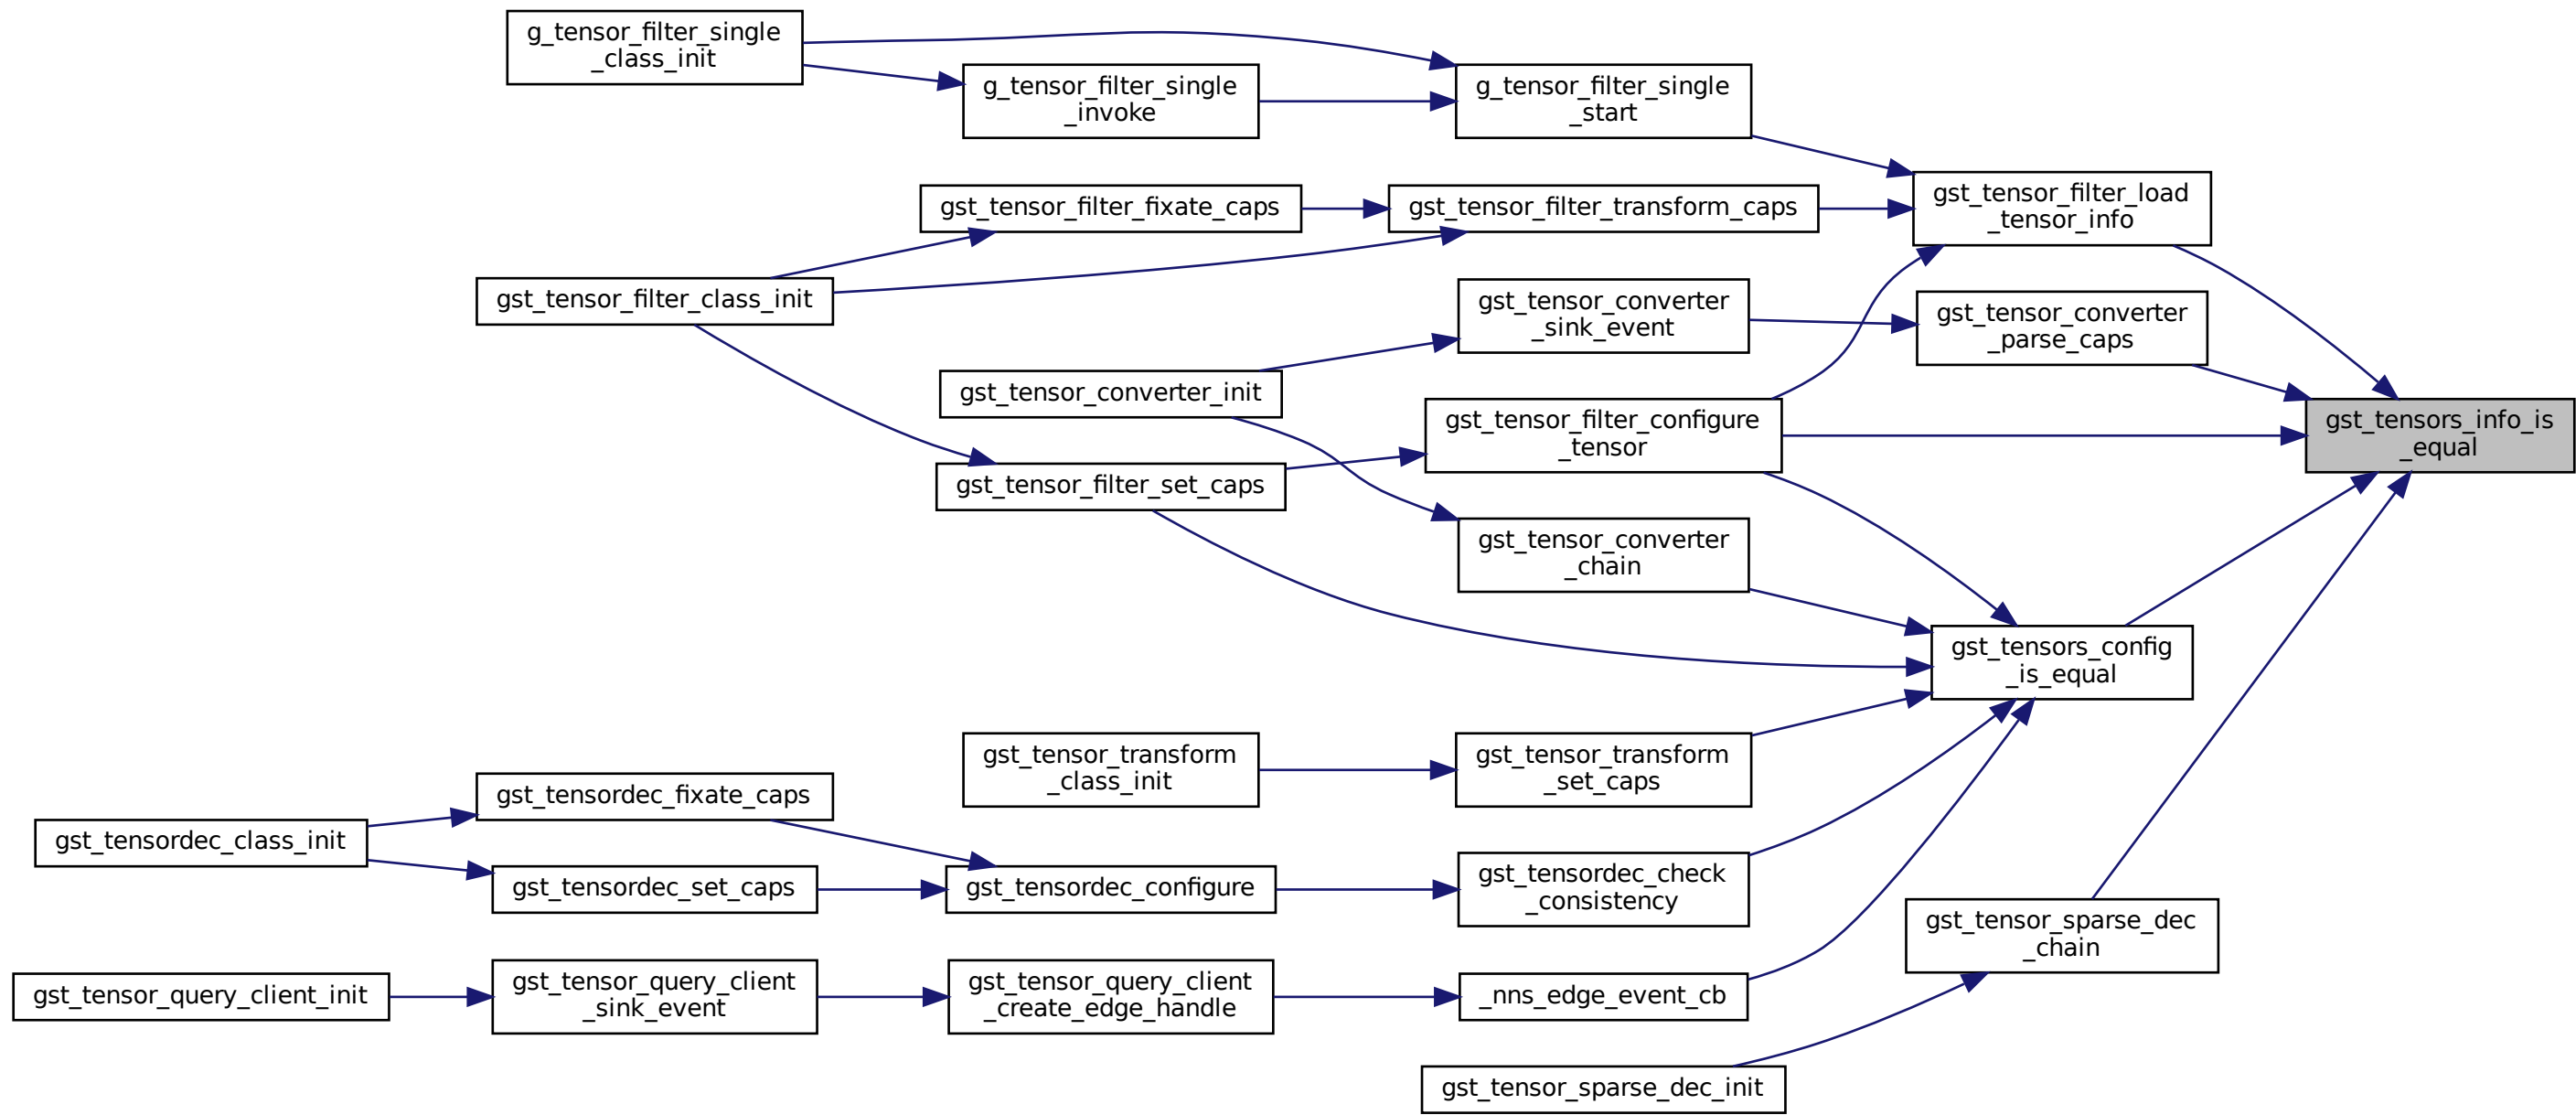 g_tensor_filter_single
_class_init
g_tensor_filter_single
_invoke
g_tensor_filter_single
_start
gst_tensor_filter_load
_tensor_info
gst_tensor_filter_fixate_caps
gst_tensor_filter_transform_caps
gst_tensor_filter_class_init
gst_tensor_converter
_sink_event
gst_tensor_converter
_parse_caps
gst_tensor_converter_init
gst_tensor_filter_configure
_tensor
gst_tensors_info_is
_equal
gst_tensor_filter_set_caps
gst_tensor_converter
_chain
gst_tensors_config
_is_equal
gst_tensor_transform
_class_init
gst_tensor_transform
_set_caps
gst_tensordec_fixate_caps
gst_tensordec_class_init
gst_tensordec_set_caps
gst_tensordec_configure
gst_tensordec_check
_consistency
gst_tensor_sparse_dec
_chain
gst_tensor_query_client_init
gst_tensor_query_client
_sink_event
gst_tensor_query_client
_create_edge_handle
_nns_edge_event_cb
gst_tensor_sparse_dec_init